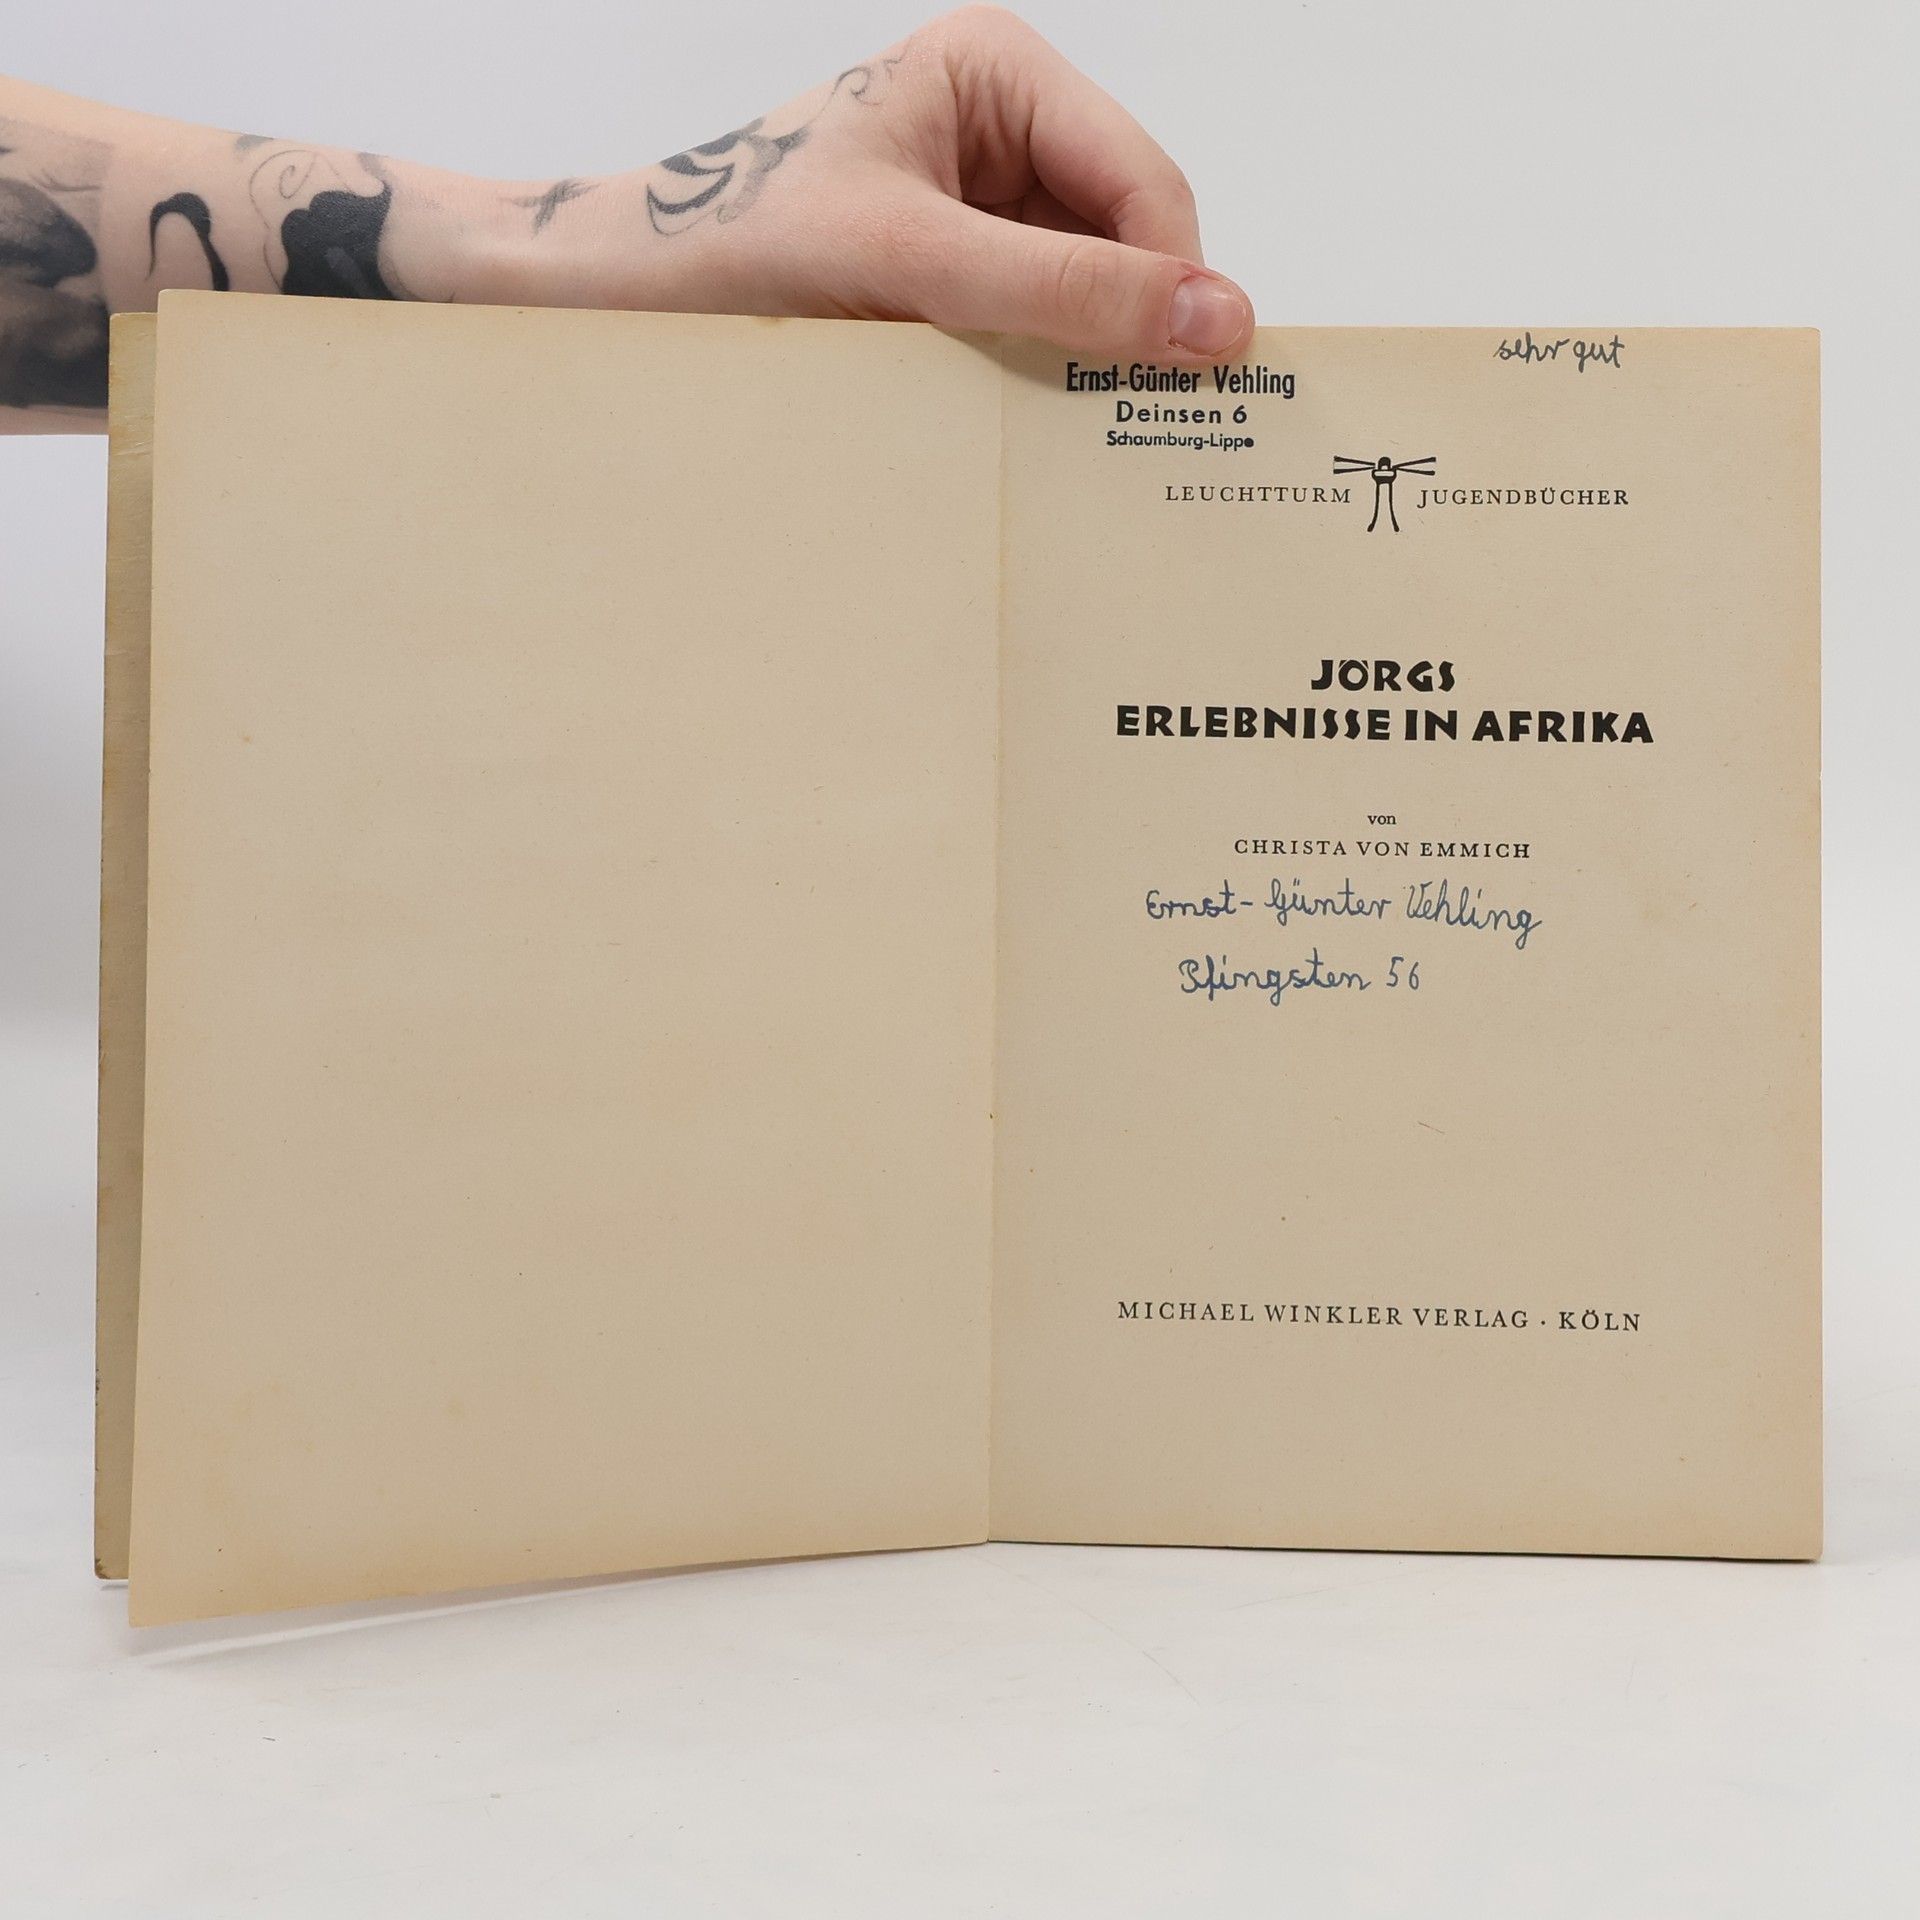 sehr gut
Ernst-Günter Vehling
Deinsen 6
Schaumburg-Lippe
LEUCHTTURM JUGENDBÜCHER
JÖRGS
ERLEBNISSE IN AFRIKA
von
CHRISTA VON EMMICH
Ernst-Günter Vehling
Pfingsten 56
MICHAEL WINKLER VERLAG · KÖLN